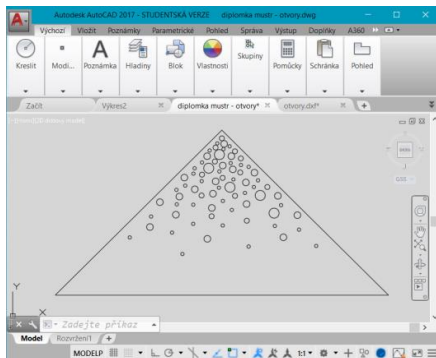 Autodesk AutoCAD 2017 - STUDENTSKÁ VERZE diplomka mustr - otvory.dwg
Výchozí Vložit Poznámky Parametrické Pohled Správa Výstup Doplňky A360
Kreslit Modi... Poznámka Hladiny Blok Vlastnosti Skupiny Pomůcky Schránka Pohled
Začít Výkres2 diplomka mustr - otvory* otvory.dxf*
Y
X
Zadejte příkaz
Model Rozvržení1
MODELP 1:1